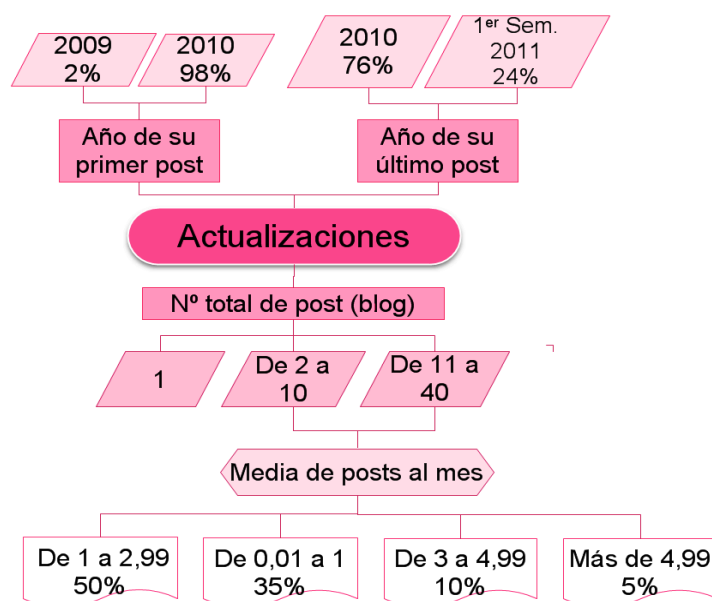 2009
2%
2010
98%
2010
76%
1er Sem.
2011
24%
Año de su
primer post
Año de su
último post
Actualizaciones
Nº total de post (blog)
1
De 2 a
10
De 11 a
40
Media de posts al mes
De 1 a 2,99
50%
De 0,01 a 1
35%
De 3 a 4,99
10%
Más de 4,99
5%